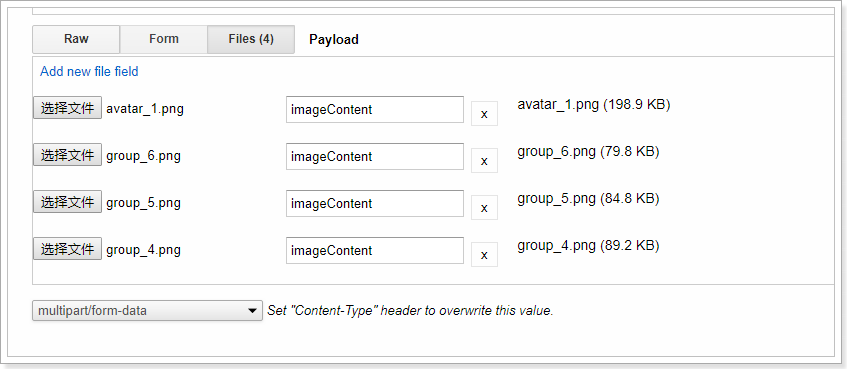 Raw Form Files (4) Payload
Add new file field
选择文件 avatar_1.png imageContent x avatar_1.png (198.9 KB)
选择文件 group_6.png imageContent x group_6.png (79.8 KB)
选择文件 group_5.png imageContent x group_5.png (84.8 KB)
选择文件 group_4.png imageContent x group_4.png (89.2 KB)
multipart/form-data Set "Content-Type" header to overwrite this value.